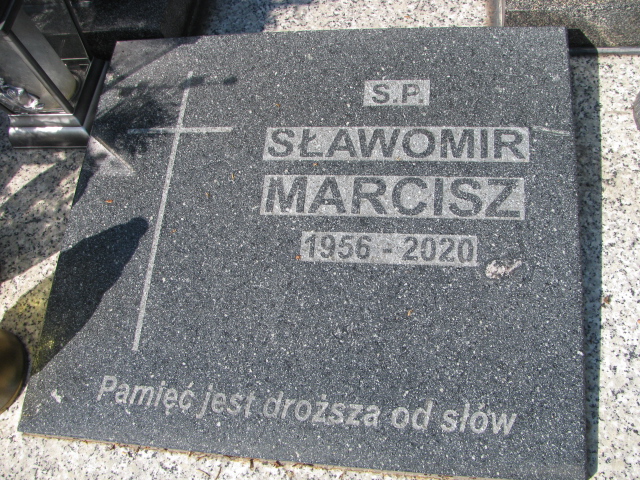 S.P.
SŁAWOMIR
MARCISZ
1956 - 2020
Pamięć jest droższa od słów